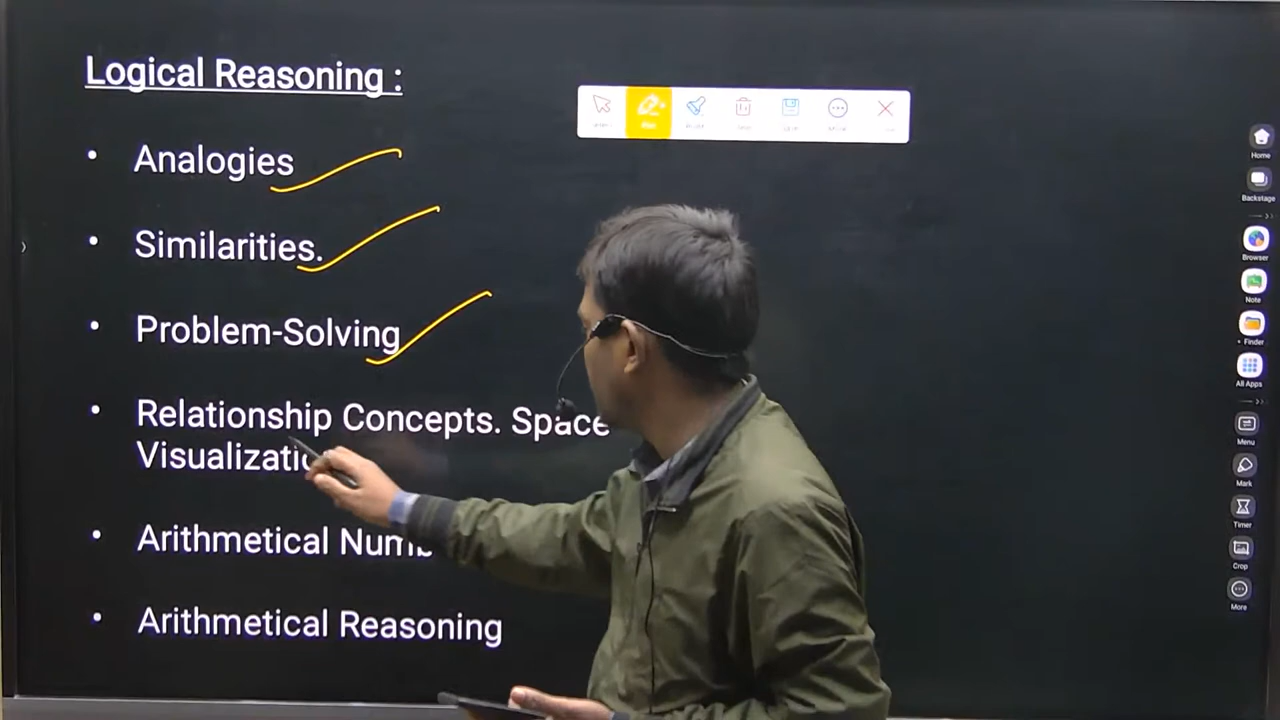 Logical Reasoning :
• Analogies
• Similarities.
• Problem-Solving
• Relationship Concepts. Space
Visualizatio
• Arithmetical Numb
• Arithmetical Reasoning
Home
Backstage
Browser
Note
Finder
All Apps
Menu
Mark
Timer
Crop
More